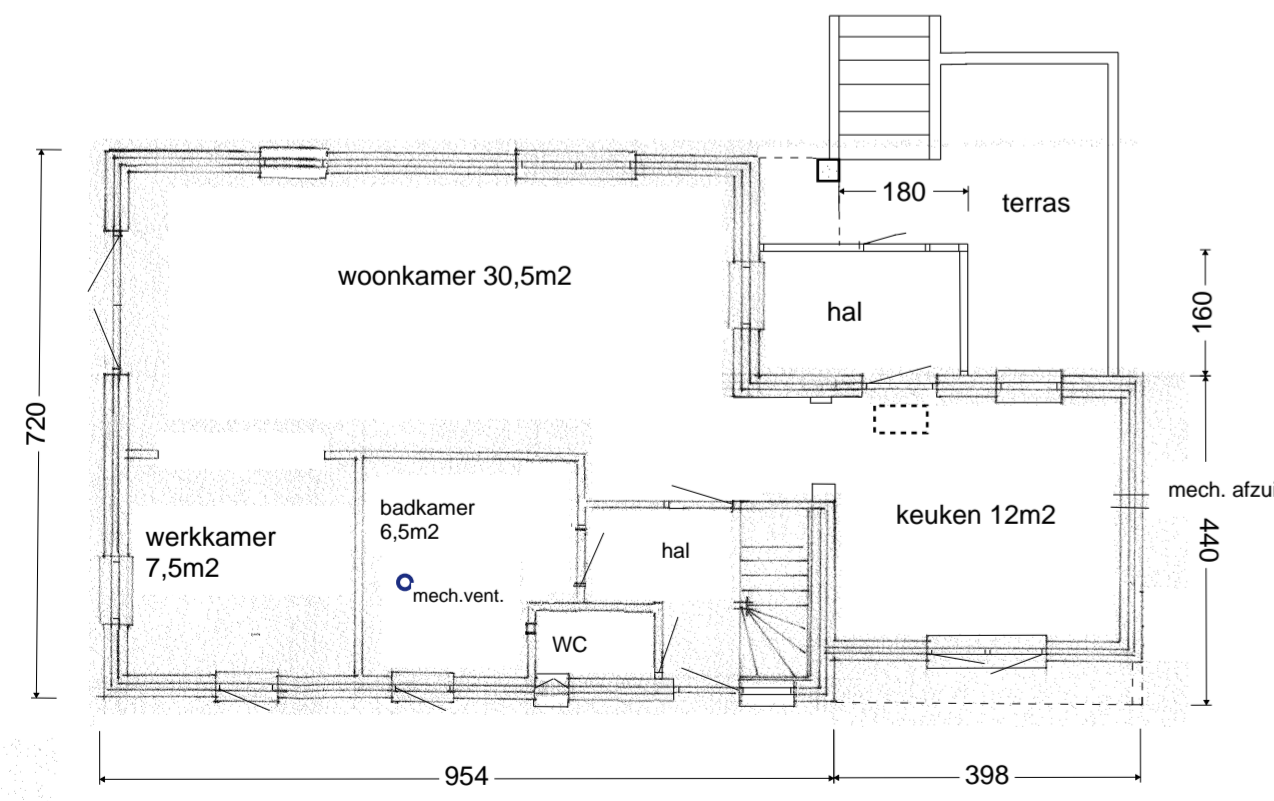 180
terras
woonkamer 30,5m2
hal
160
720
mech. afzui
keuken 12m2
440
badkamer
6,5m2
werkkamer
7,5m2
hal
mech.vent.
WC
954
398